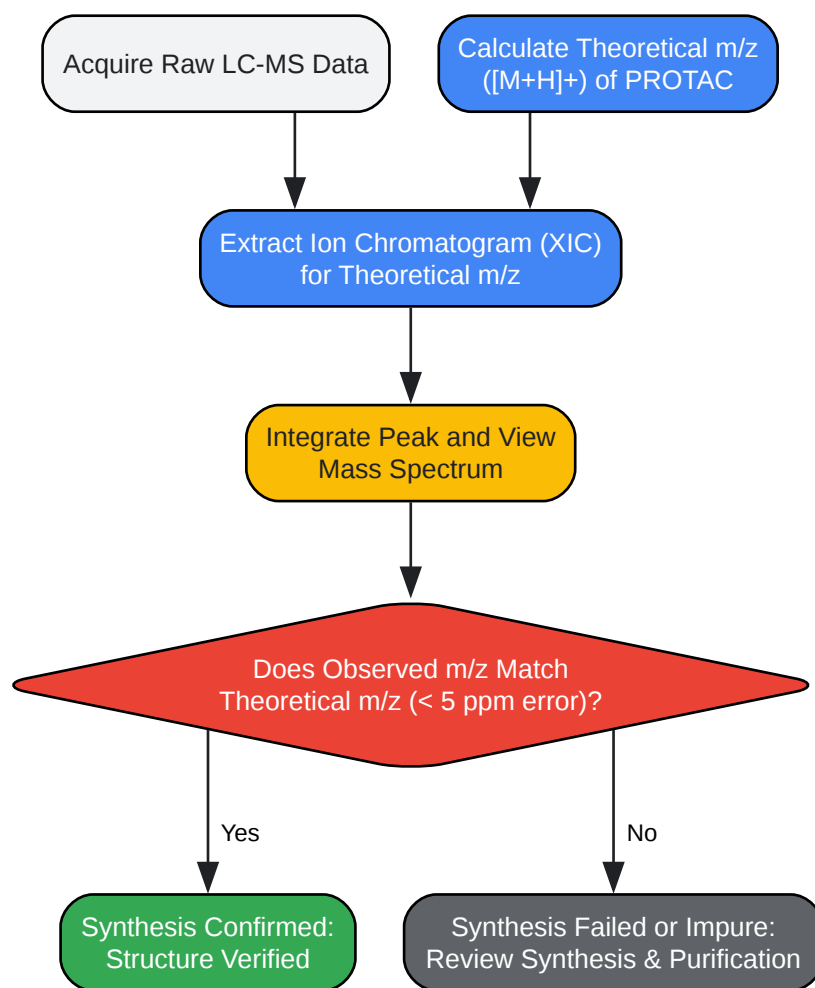 Acquire Raw LC-MS Data
Calculate Theoretical m/z
([M+H]+) of PROTAC
Extract Ion Chromatogram (XIC)
for Theoretical m/z
Integrate Peak and View
Mass Spectrum
Does Observed m/z Match
Theoretical m/z (< 5 ppm error)?
Yes
No
Synthesis Confirmed:
Structure Verified
Synthesis Failed or Impure:
Review Synthesis & Purification